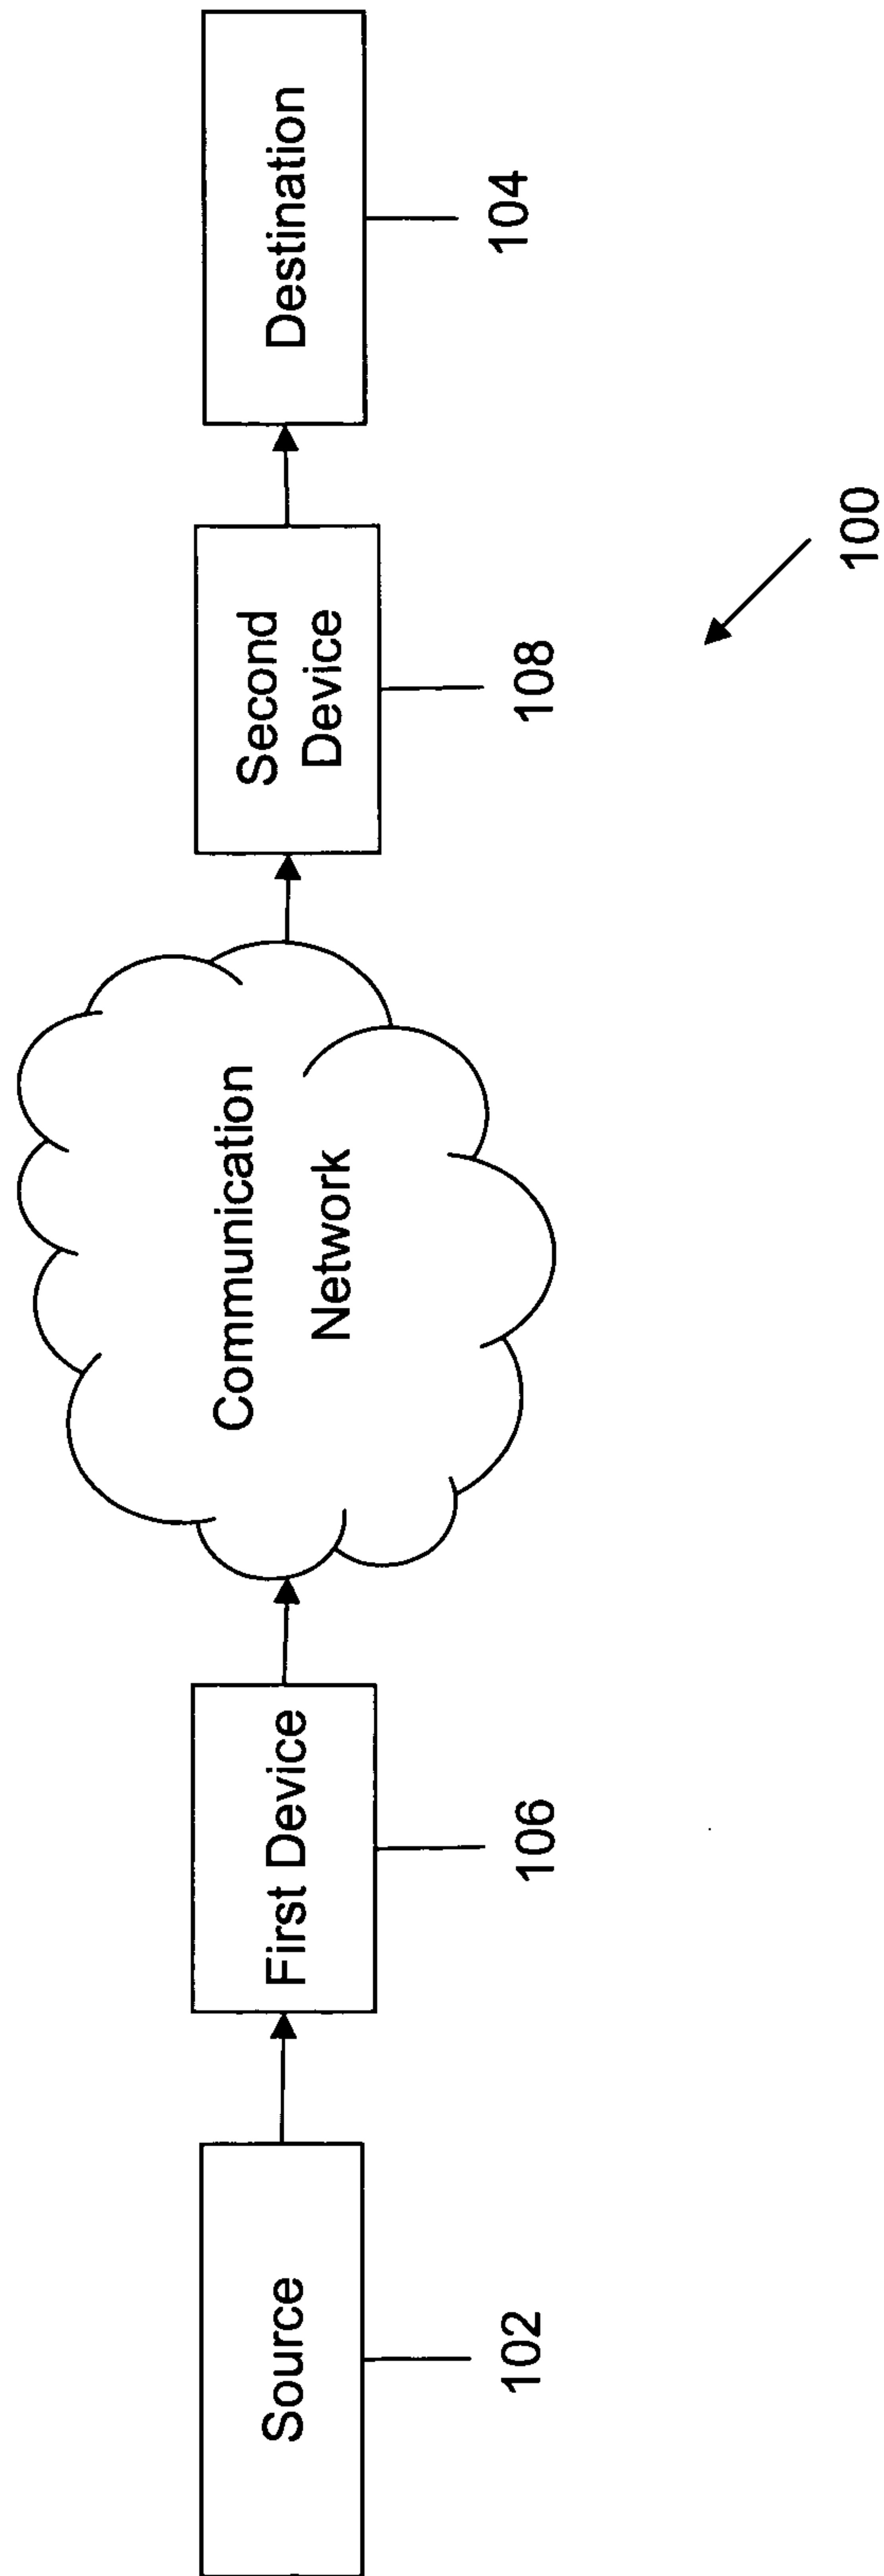 Source
102
First Device
106
Communication
Network
Second
Device
108
Destination
104
100